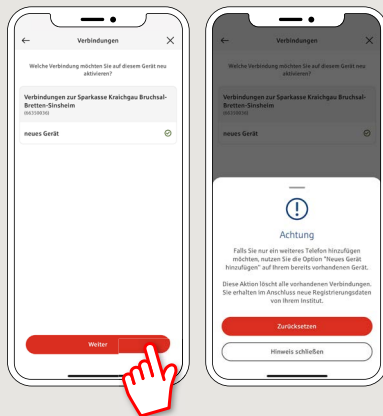 Verbindungen
Welche Verbindung möchten Sie auf diesem Gerät neu
aktivieren?
Verbindungen zur Sparkasse Kraichgau Bruchsal-
Bretten-Sinsheim
(66350036)
neues Gerät
Weiter
Verbindungen
Welche Verbindung möchten Sie auf diesem Gerät neu
aktivieren?
Verbindungen zur Sparkasse Kraichgau Bruchsal-
Bretten-Sinsheim
(66350036)
neues Gerät
Achtung
Falls Sie nur ein weiteres Telefon hinzufügen
möchten, nutzen Sie die Option "Neues Gerät
hinzufügen" auf Ihrem bereits vorhandenen Gerät.
Diese Aktion löscht alle vorhandenen Verbindungen.
Sie erhalten im Anschluss neue Registrierungsdaten
von Ihrem Institut.
Zurücksetzen
Hinweis schließen